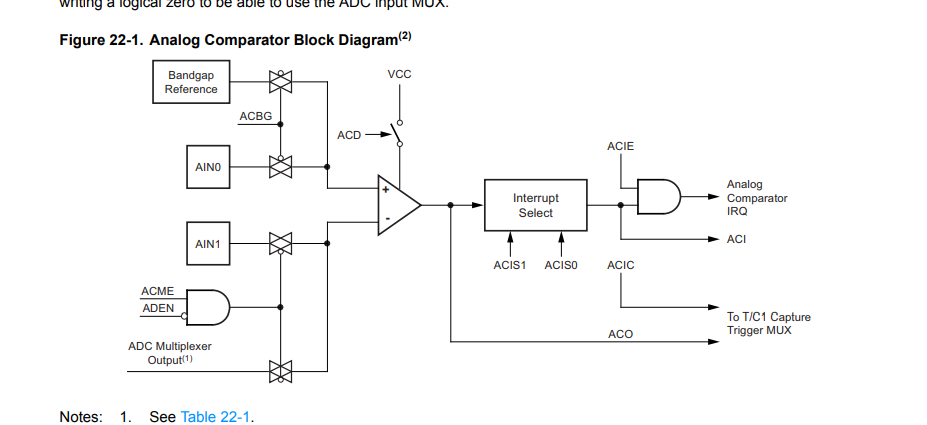 writing a logical zero to be able to use the ADC input MUX.
Figure 22-1. Analog Comparator Block Diagram(2)
Bandgap
Reference
VCC
ACBG
ACD
ACIE
AIN0
+
Interrupt
Select
Analog
Comparator
IRQ
-
AIN1
ACI
ACIS1
ACIS0
ACIC
ACME
ADEN
To T/C1 Capture
Trigger MUX
ACO
ADC Multiplexer
Output(1)
Notes: 1. See Table 22-1.